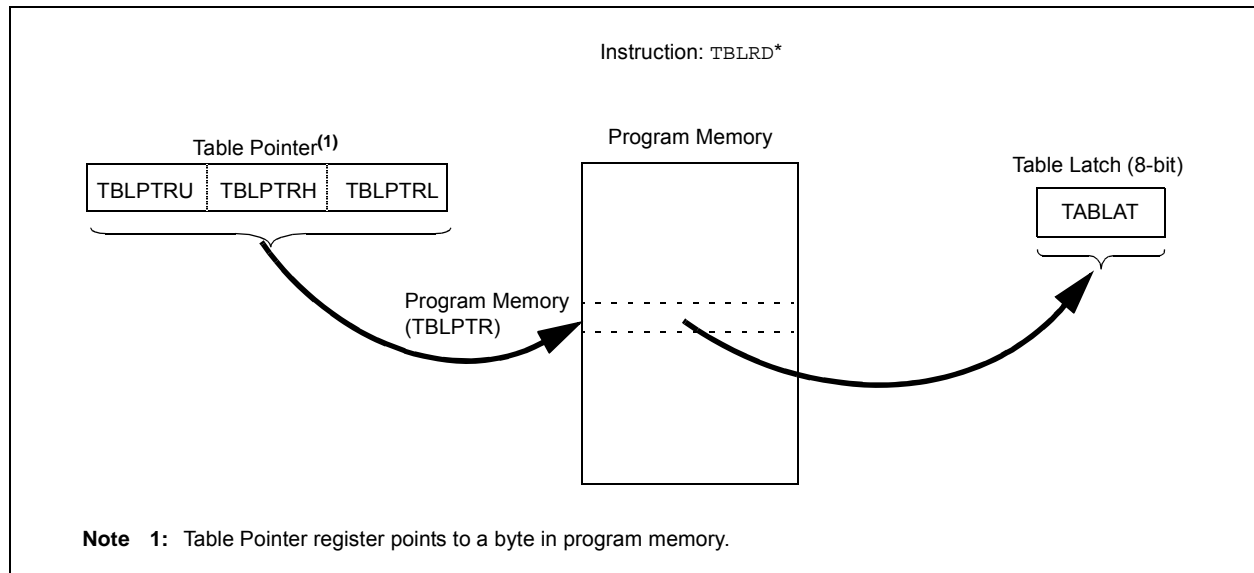 Instruction: TBLRD*
Table Pointer(1)
TBLPTRU TBLPTRH TBLPTRL
Program Memory
(TBLPTR)
Program Memory
Table Latch (8-bit)
TABLAT
Note 1: Table Pointer register points to a byte in program memory.